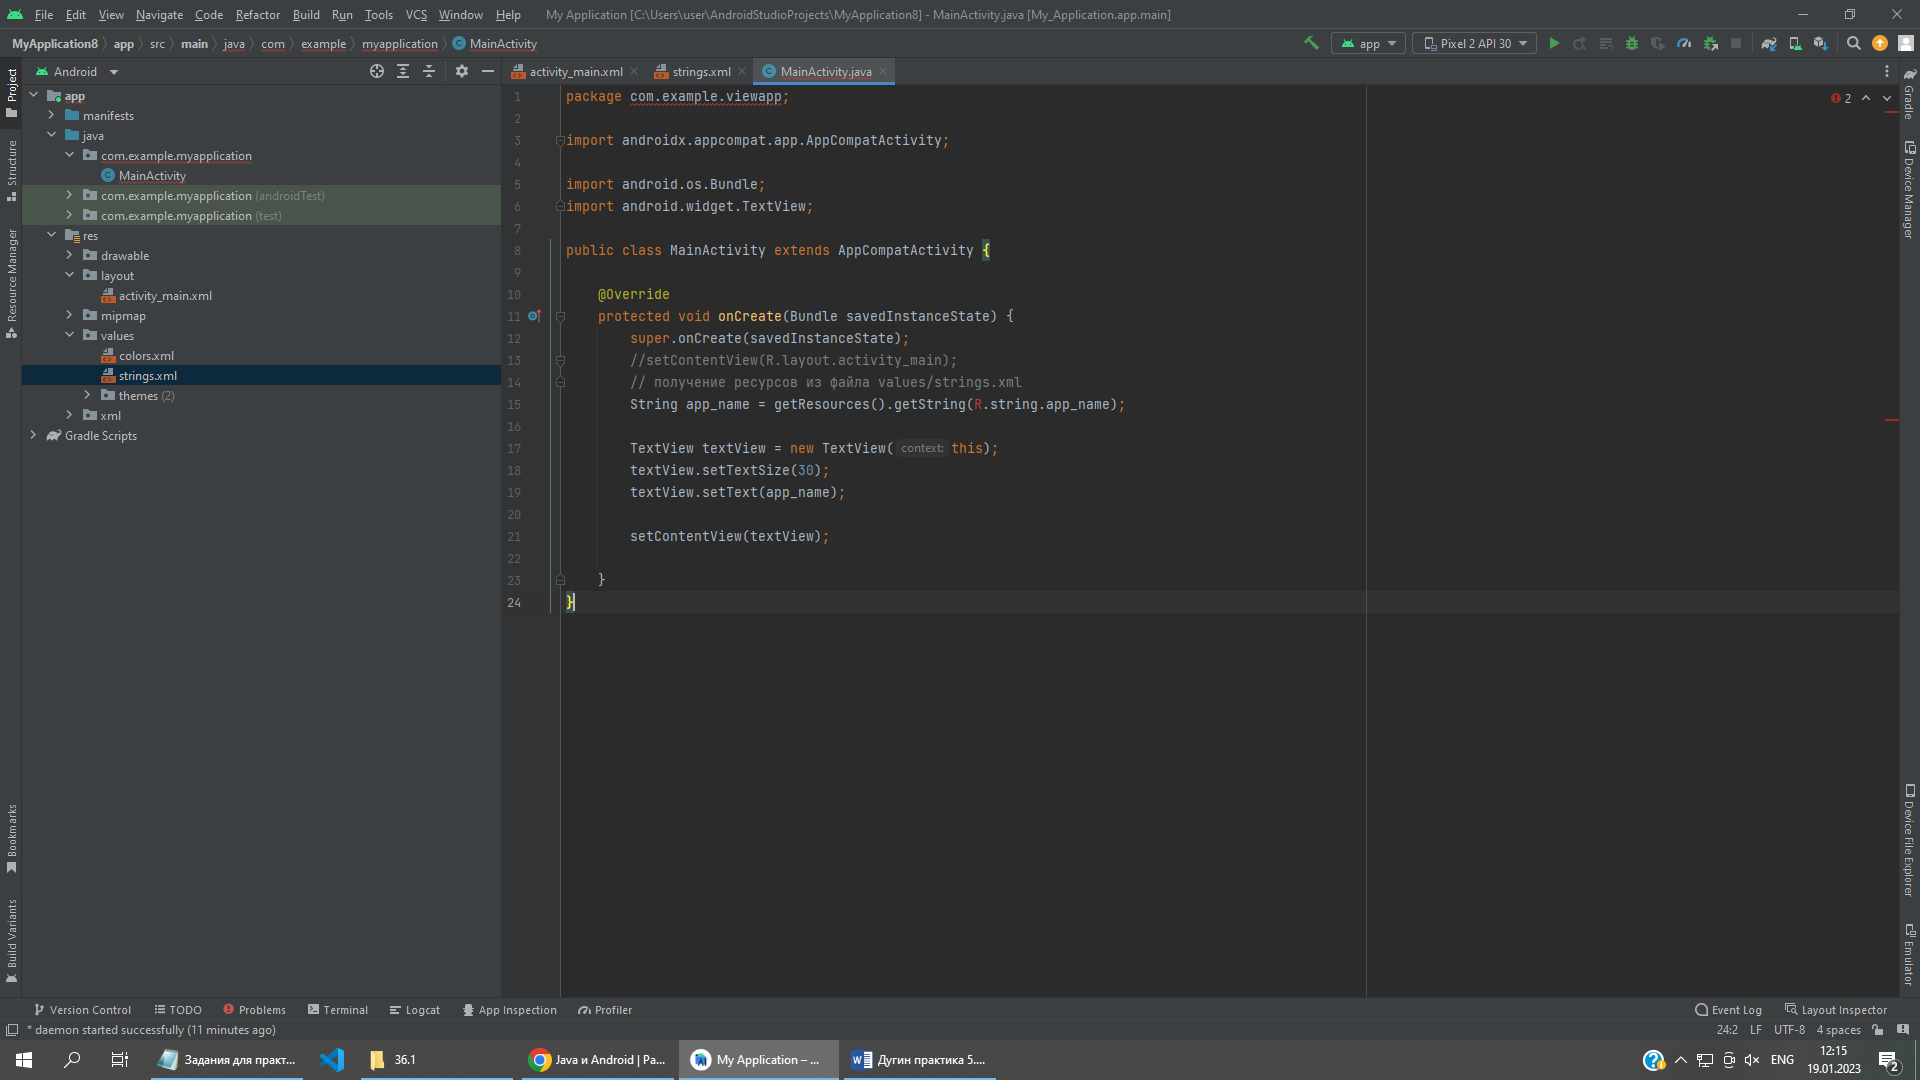 File Edit View Navigate Code Refactor Build Run Tools VCS Window Help My Application [C:\Users\user\AndroidStudioProjects\MyApplication8] - MainActivity.java [My_Application.app.main]
MyApplication8 app src main java com example myapplication MainActivity app Pixel 2 API 30
Android
activity_main.xml strings.xml MainActivity.java
Project
Structure
Resource Manager
Bookmarks
Build Variants
app
manifests
java
com.example.myapplication
MainActivity
com.example.myapplication (androidTest)
com.example.myapplication (test)
res
drawable
layout
activity_main.xml
mipmap
values
colors.xml
strings.xml
themes (2)
xml
Gradle Scripts
1 package com.example.viewapp;
2
3 import androidx.appcompat.app.AppCompatActivity;
4
5 import android.os.Bundle;
6 import android.widget.TextView;
7
8 public class MainActivity extends AppCompatActivity {
9
10 @Override
11 protected void onCreate(Bundle savedInstanceState) {
12 super.onCreate(savedInstanceState);
13 //setContentView(R.layout.activity_main);
14 // получение ресурсов из файла values/strings.xml
15 String app_name = getResources().getString(R.string.app_name);
16
17 TextView textView = new TextView( context: this);
18 textView.setTextSize(30);
19 textView.setText(app_name);
20
21 setContentView(textView);
22
23 }
24 }
2
Gradle
Device Manager
Device File Explorer
Emulator
Version Control TODO Problems Terminal Logcat App Inspection Profiler Event Log Layout Inspector
* daemon started successfully (11 minutes ago) 24:2 LF UTF-8 4 spaces
Задания для практ... 36.1 Java и Android | Ра... My Application – ... Дугин практика 5.... ENG 12:15
19.01.2023
2